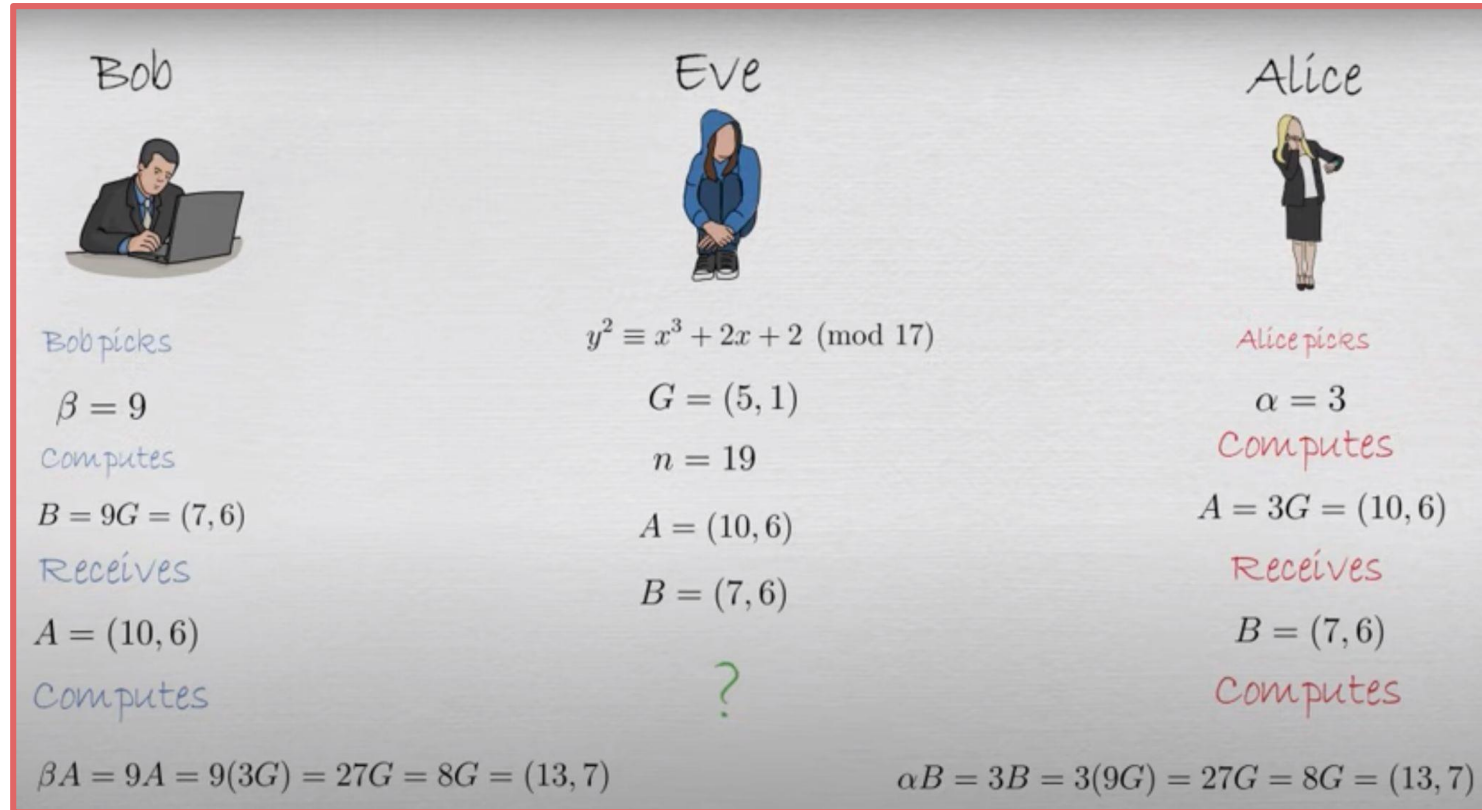 Bob
Eve
Alice
Bob picks
β = 9
Computes
B = 9G = (7, 6)
Receives
A = (10, 6)
Computes
βA = 9A = 9(3G) = 27G = 8G = (13, 7)
y² ≡ x³ + 2x + 2 (mod 17)
G = (5, 1)
n = 19
A = (10, 6)
B = (7, 6)
?
Alice picks
α = 3
Computes
A = 3G = (10, 6)
Receives
B = (7, 6)
Computes
αB = 3B = 3(9G) = 27G = 8G = (13, 7)